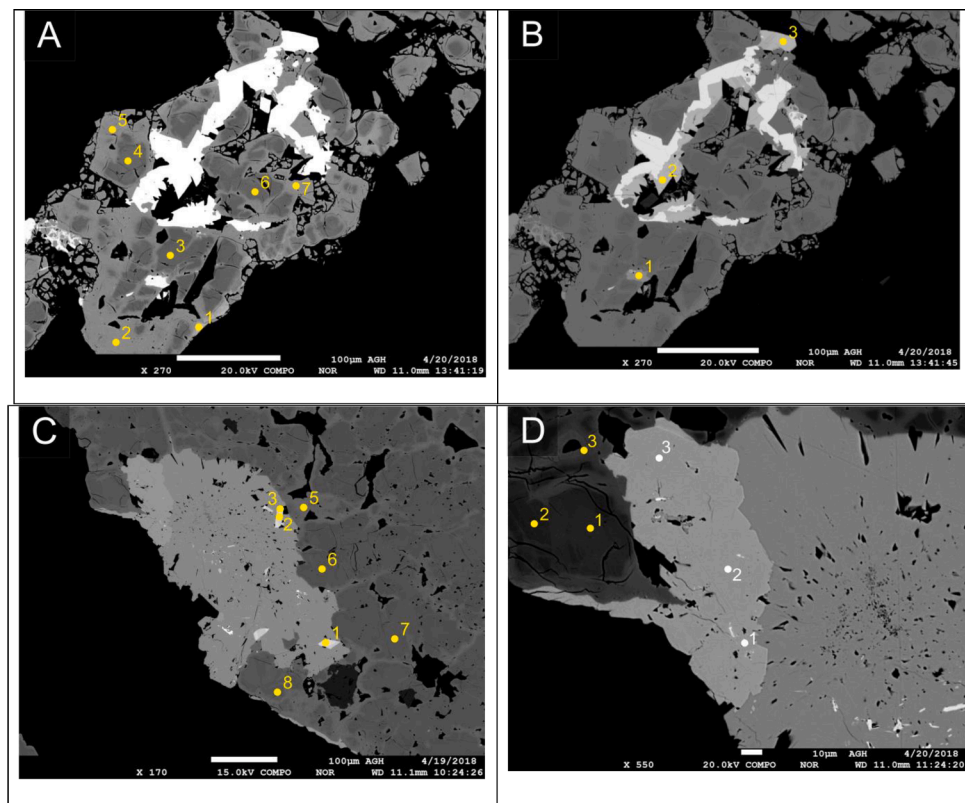 A
5
4
6
7
3
1
2
100µm AGH 4/20/2018
X 270 20.0kV COMPO NOR WD 11.0mm 13:41:19
B
3
2
1
100µm AGH 4/20/2018
X 270 20.0kV COMPO NOR WD 11.0mm 13:41:45
C
3
5
2
6
7
1
8
100µm AGH 4/19/2018
X 170 15.0kV COMPO NOR WD 11.1mm 10:24:26
D
3
3
2
1
2
1
10µm AGH 4/20/2018
X 550 20.0kV COMPO NOR WD 11.0mm 11:24:20